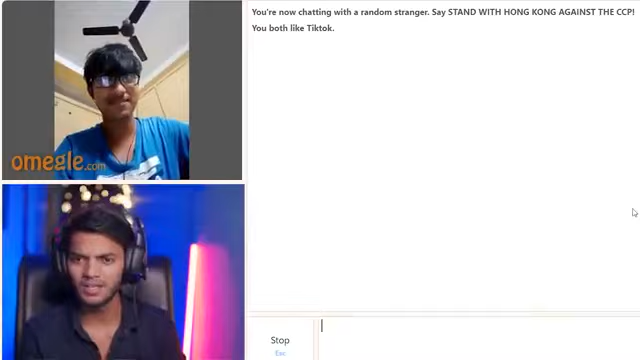 You're now chatting with a random stranger. Say STAND WITH HONG KONG AGAINST THE CCP!
You both like Tiktok.
omegle.com
Stop
Esc